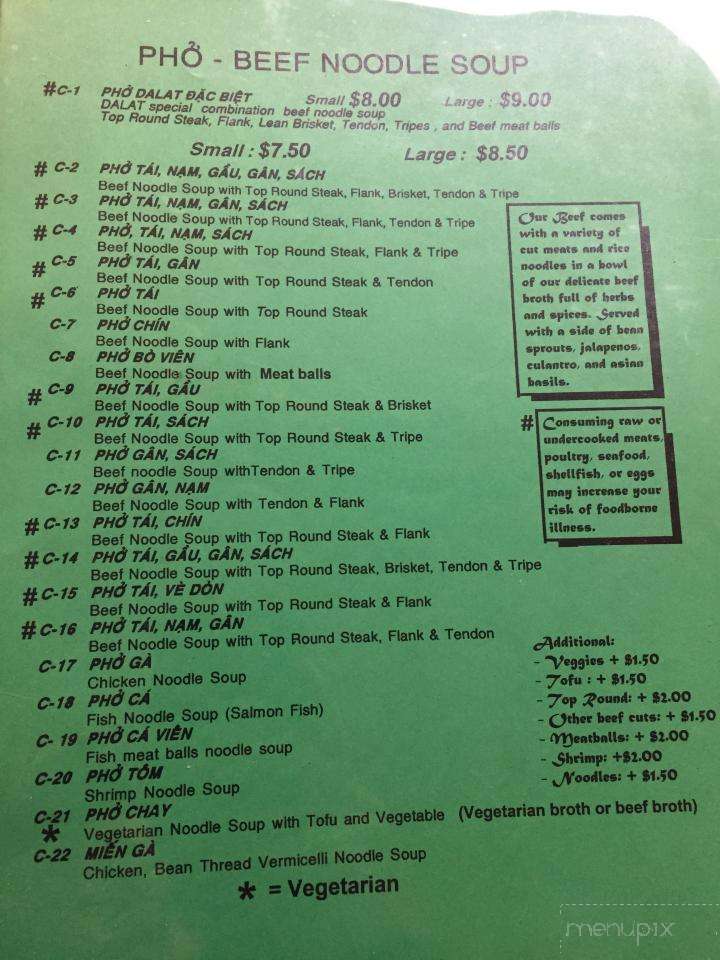 PHỞ - BEEF NOODLE SOUP
#C-1 PHỞ DALAT ĐẶC BIỆT Small $8.00 Large : $9.00
DALAT special combination beef noodle soup
Top Round Steak, Flank, Lean Brisket, Tendon, Tripes , and Beef meat balls
Small : $7.50 Large : $8.50
# C-2 PHỞ TÁI, NẠM, GẦU, GÂN, SÁCH
Beef Noodle Soup with Top Round Steak, Flank, Brisket, Tendon & Tripe
# C-3 PHỞ TÁI, NẠM, GÂN, SÁCH
Beef Noodle Soup with Top Round Steak, Flank, Tendon & Tripe
# C-4 PHỞ, TÁI, NẠM, SÁCH
Beef Noodle Soup with Top Round Steak, Flank & Tripe
# C-5 PHỞ TÁI, GÂN
Beef Noodle Soup with Top Round Steak & Tendon
# C-6 PHỞ TÁI
Beef Noodle Soup with Top Round Steak
C-7 PHỞ CHÍN
Beef Noodle Soup with Flank
C-8 PHỞ BÒ VIÊN
Beef Noodle Soup with Meat balls
# C-9 PHỞ TÁI, GẦU
Beef Noodle Soup with Top Round Steak & Brisket
# C-10 PHỞ TÁI, SÁCH
Beef Noodle Soup with Top Round Steak & Tripe
C-11 PHỞ GÂN, SÁCH
Beef noodle Soup withTendon & Tripe
C-12 PHỞ GÂN, NẠM
Beef Noodle Soup with Tendon & Flank
# C-13 PHỞ TÁI, CHÍN
Beef Noodle Soup with Top Round Steak & Flank
# C-14 PHỞ TÁI, GẦU, GÂN, SÁCH
Beef Noodle Soup with Top Round Steak, Brisket, Tendon & Tripe
# C-15 PHỞ TÁI, VÈ DÒN
Beef Noodle Soup with Top Round Steak & Flank
# C-16 PHỞ TÁI, NẠM, GÂN
Beef Noodle Soup with Top Round Steak, Flank & Tendon
C-17 PHỞ GÀ
Chicken Noodle Soup
C-18 PHỞ CÁ
Fish Noodle Soup (Salmon Fish)
C- 19 PHỞ CÁ VIÊN
Fish meat balls noodle soup
C-20 PHỞ TÔM
Shrimp Noodle Soup
C-21 PHỞ CHAY
* Vegetarian Noodle Soup with Tofu and Vegetable (Vegetarian broth or beef broth)
C-22 MIẾN GÀ
Chicken, Bean Thread Vermicelli Noodle Soup
* = Vegetarian
Our Beef comes
with a variety of
cut meats and rice
noodles in a bowl
of our delicate beef
broth full of herbs
and spices. Served
with a side of bean
sprouts, jalapenos,
culantro, and asian
basils.
# Consuming raw or
undercooked meats,
poultry, seafood,
shellfish, or eggs
may increase your
risk of foodborne
illness.
Additional:
- Veggies + $1.50
- Tofu : + $1.50
- Top Round: + $2.00
- Other beef cuts: + $1.50
- Meatballs: + $2.00
- Shrimp: +$2.00
- Noodles: + $1.50
menupix